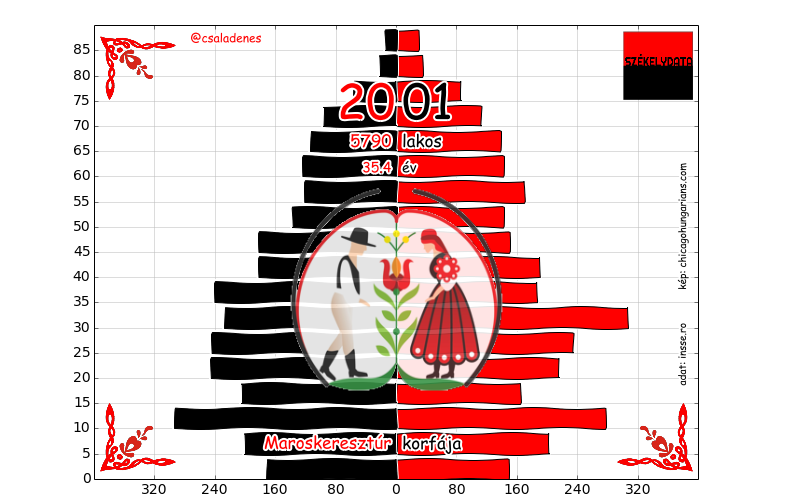 @csaladenes
SZÉKELYDATA
2001
5790 lakos
35.4 év
Maroskeresztúr korfája
kép: chicagohungarians.com
adat: insse.ro
85
80
75
70
65
60
55
50
45
40
35
30
25
20
15
10
5
0
320 240 160 80 0 80 160 240 320